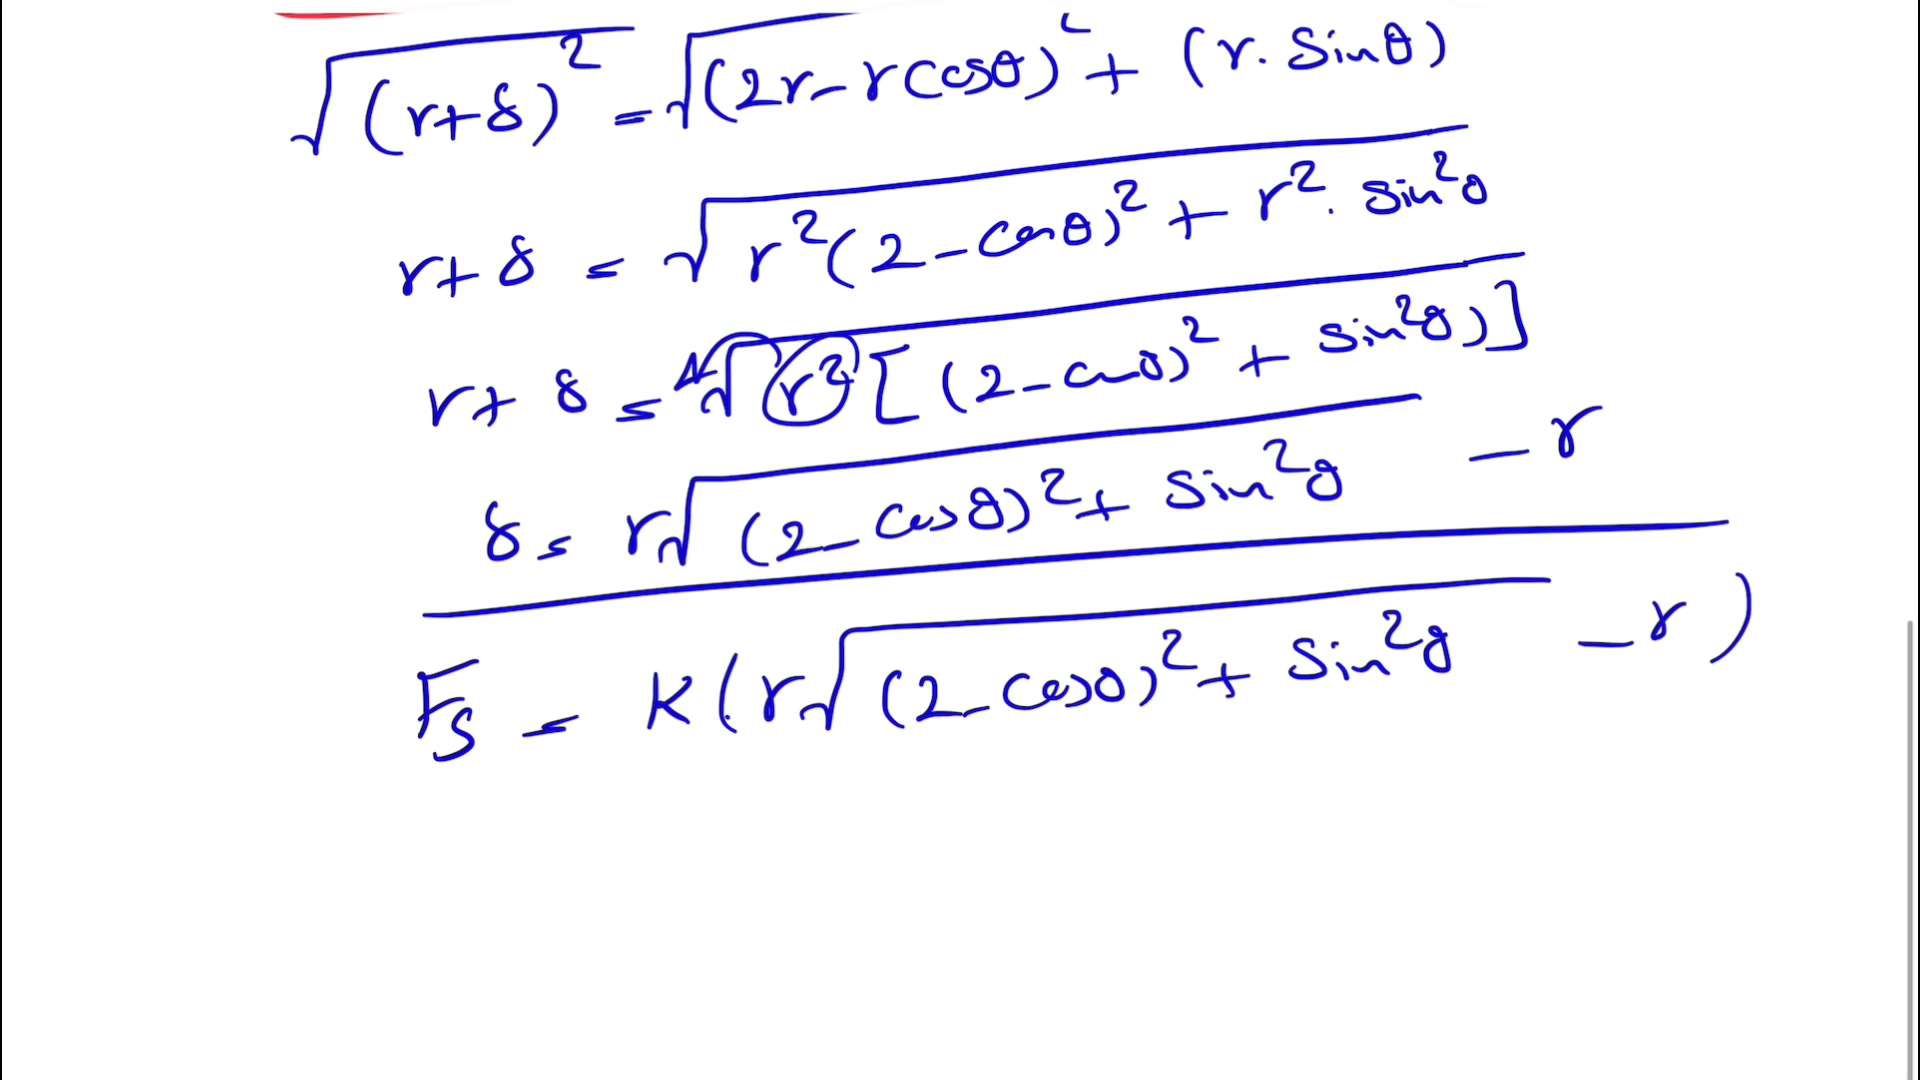 √(r+δ)² = √(2r-rcosθ)² + (r.Sinθ)
r+δ = √r²(2-cosθ)² + r². Sin²θ
r+δ = √r²[(2-cosθ)² + Sin²θ)]
δ = r√(2-cosθ)² + Sin²θ - r
Fs = K(r√(2-cosθ)² + Sin²θ - r)